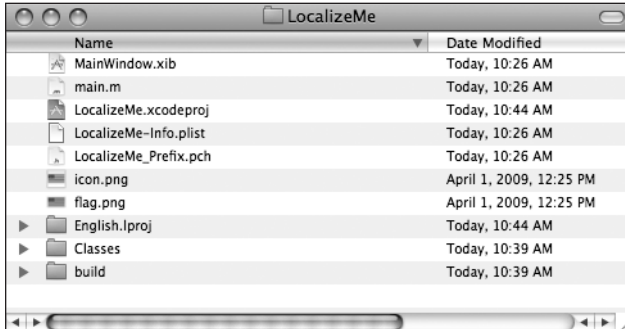 LocalizeMe
Name Date Modified
MainWindow.xib Today, 10:26 AM
main.m Today, 10:26 AM
LocalizeMe.xcodeproj Today, 10:44 AM
LocalizeMe-Info.plist Today, 10:26 AM
LocalizeMe_Prefix.pch Today, 10:26 AM
icon.png April 1, 2009, 12:25 PM
flag.png April 1, 2009, 12:25 PM
English.lproj Today, 10:44 AM
Classes Today, 10:39 AM
build Today, 10:39 AM